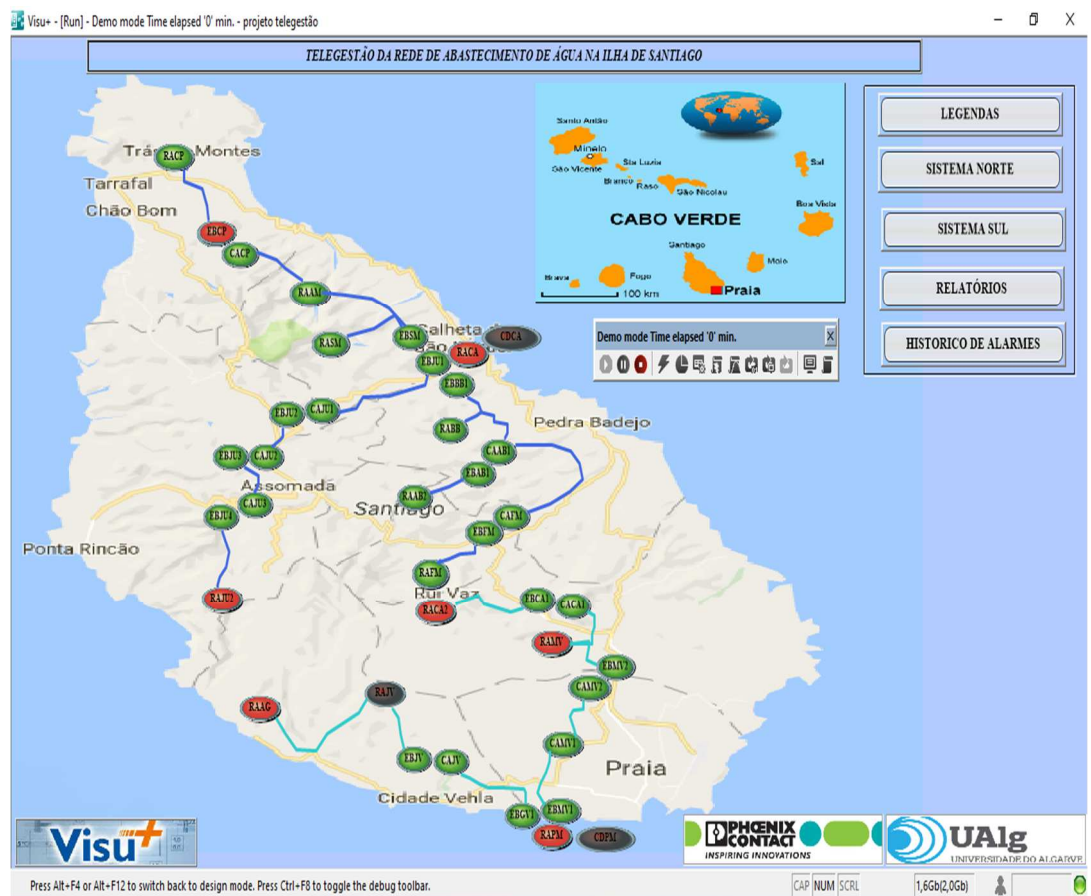 Visu+ - [Run] - Demo mode Time elapsed '0' min. - projeto telegestão
TELEGESTÃO DA REDE DE ABASTECIMENTO DE ÁGUA NA ILHA DE SANTIAGO
LEGENDAS
SISTEMA NORTE
SISTEMA SUL
RELATÓRIOS
HISTORICO DE ALARMES
Santo Antão
Mindelo
São Vicente
Sta Luzia
Branco
Raso
São Nicolau
Sal
Boa Vista
CABO VERDE
Santiago
Maio
Brava
Fogo
Praia
100 km
Demo mode Time elapsed '0' min.
Montes
RACP
Tarrafal
Chão Bom
EBCP
CACP
RAAM
RASM
EBSM
Calheta
CDCA
EBJU1
RACA
EBBB1
EBJU2
CAJU1
RABB
Pedra Badejo
EBJU3
CAJU2
CAAB1
EBAB1
Assomada
CAJU3
RAAB2
Santiago
EBJU4
CAFM
EBFM
Ponta Rincão
RAFM
Rui Vaz
RAJU2
RACA2
EBCA1
CACA1
RAMV
EBMV2
CAMV2
RAJV
RAAG
CAMV1
EBJV
CAJV
Praia
Cidade Vehla
EBGV1
EBMV1
RAPM
CDPM
Visu+
PHŒNIX
CONTACT
INSPIRING INNOVATIONS
UAlg
UNIVERSIDADE DO ALGARVE
Press Alt+F4 or Alt+F12 to switch back to design mode. Press Ctrl+F8 to toggle the debug toolbar.
CAP NUM SCRL
1,6Gb(2,0Gb)